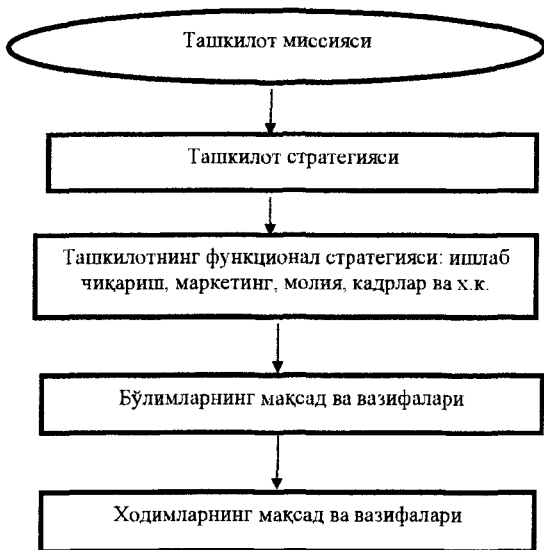 Ташкилот миссияси
Ташкилот стратегияси
Ташкилотнинг функционал стратегияси: ишлаб
чиқариш, маркетинг, молия, кадрлар ва х.к.
Бўлимларнинг мақсад ва вазифалари
Ходимларнинг мақсад ва вазифалари